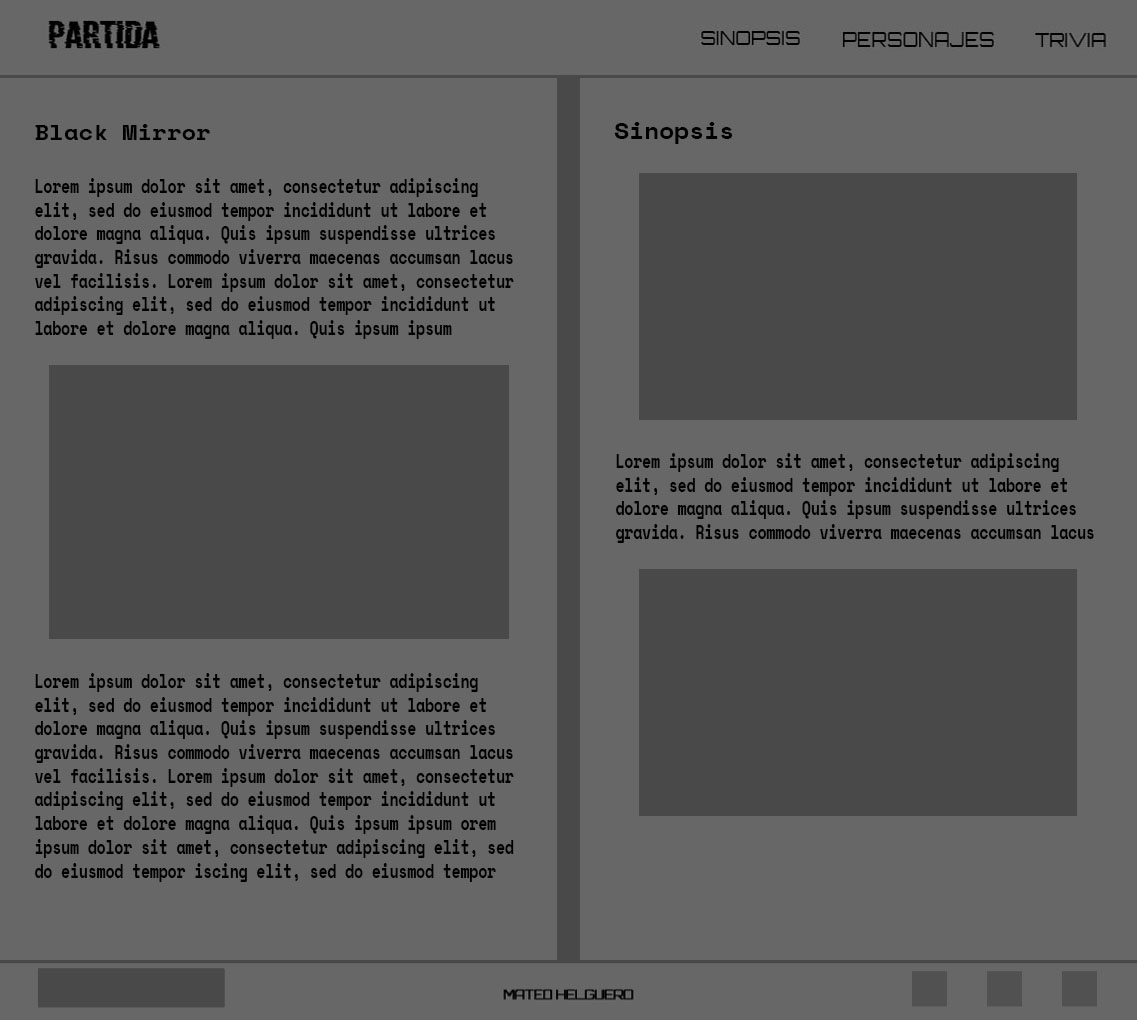 PARTIDA
SINOPSIS PERSONAJES TRIVIA
Black Mirror
Lorem ipsum dolor sit amet, consectetur adipiscing
elit, sed do eiusmod tempor incididunt ut labore et
dolore magna aliqua. Quis ipsum suspendisse ultrices
gravida. Risus commodo viverra maecenas accumsan lacus
vel facilisis. Lorem ipsum dolor sit amet, consectetur
adipiscing elit, sed do eiusmod tempor incididunt ut
labore et dolore magna aliqua. Quis ipsum ipsum
Lorem ipsum dolor sit amet, consectetur adipiscing
elit, sed do eiusmod tempor incididunt ut labore et
dolore magna aliqua. Quis ipsum suspendisse ultrices
gravida. Risus commodo viverra maecenas accumsan lacus
vel facilisis. Lorem ipsum dolor sit amet, consectetur
adipiscing elit, sed do eiusmod tempor incididunt ut
labore et dolore magna aliqua. Quis ipsum ipsum orem
ipsum dolor sit amet, consectetur adipiscing elit, sed
do eiusmod tempor iscing elit, sed do eiusmod tempor
Sinopsis
Lorem ipsum dolor sit amet, consectetur adipiscing
elit, sed do eiusmod tempor incididunt ut labore et
dolore magna aliqua. Quis ipsum suspendisse ultrices
gravida. Risus commodo viverra maecenas accumsan lacus
MATEO HELGUERO